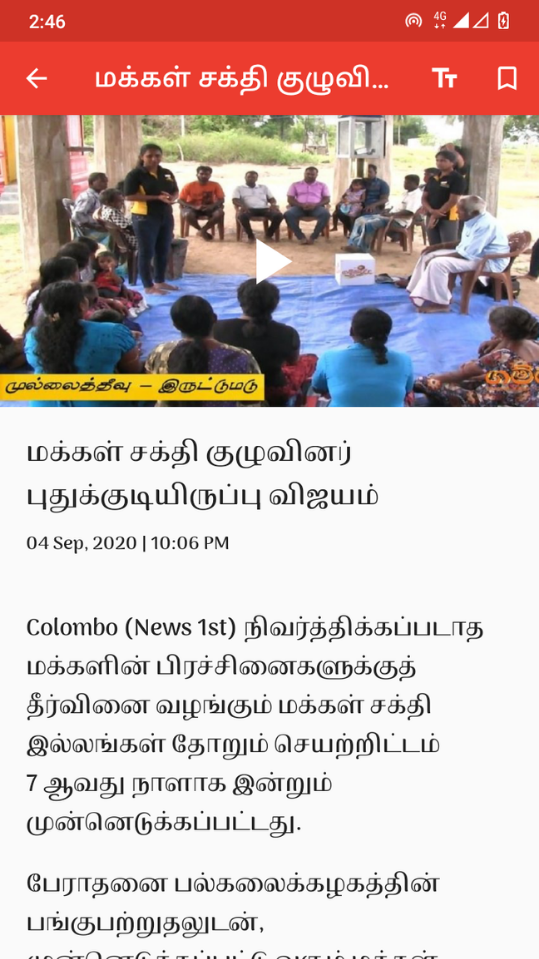 2:46
4G
மக்கள் சக்தி குழுவி...
முல்லைத்தீவு – இருட்டுமடு
மக்கள் சக்தி குழுவினர்
புதுக்குடியிருப்பு விஜயம்
04 Sep, 2020 | 10:06 PM
Colombo (News 1st) நிவர்த்திக்கப்படாத
மக்களின் பிரச்சினைகளுக்குத்
தீர்வினை வழங்கும் மக்கள் சக்தி
இல்லங்கள் தோறும் செயற்றிட்டம்
7 ஆவது நாளாக இன்றும்
முன்னெடுக்கப்பட்டது.
பேராதனை பல்கலைக்கழகத்தின்
பங்குபற்றுதலுடன்,